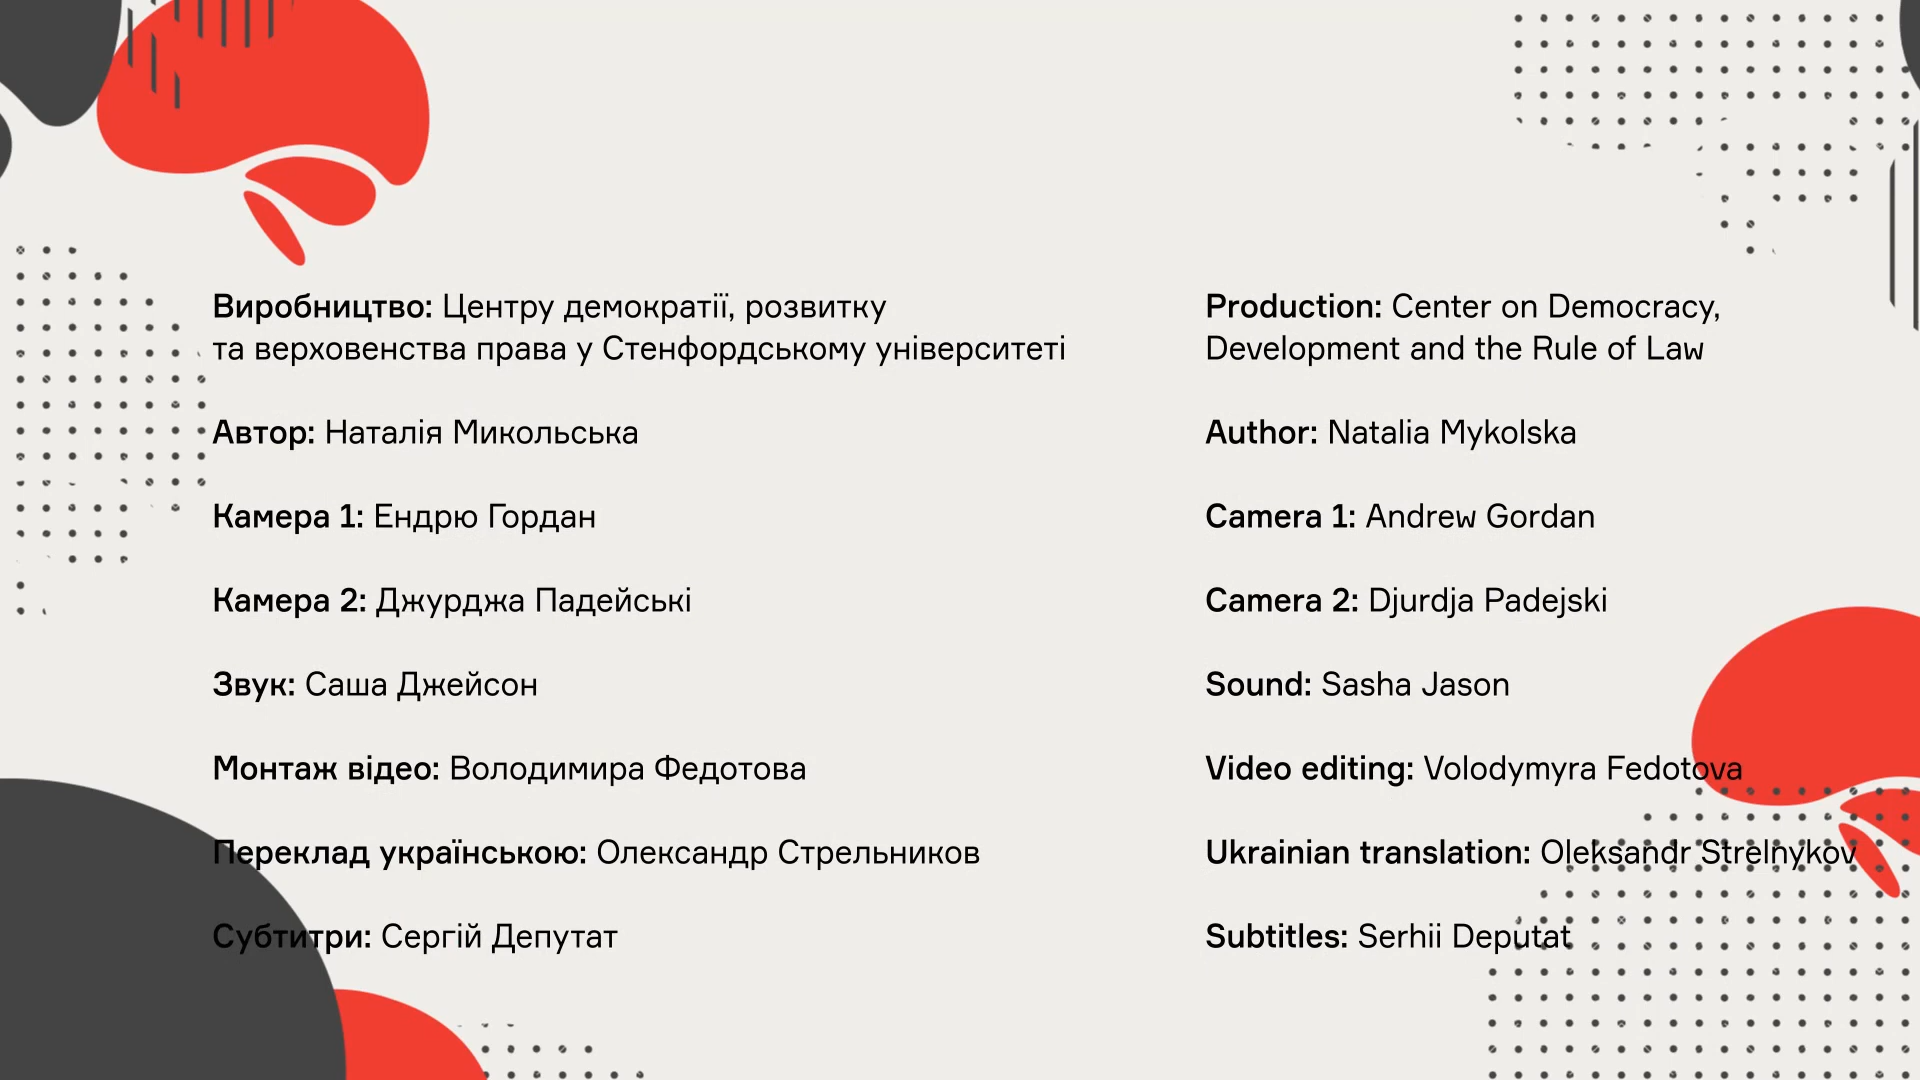 Виробництво: Центру демократії, розвитку
та верховенства права у Стенфордському університеті
Автор: Наталія Микольська
Камера 1: Ендрю Гордан
Камера 2: Джурджа Падейські
Звук: Саша Джейсон
Монтаж відео: Володимира Федотова
Переклад українською: Олександр Стрельников
Субтитри: Сергій Депутат
Production: Center on Democracy,
Development and the Rule of Law
Author: Natalia Mykolska
Camera 1: Andrew Gordan
Camera 2: Djurdja Padejski
Sound: Sasha Jason
Video editing: Volodymyra Fedotova
Ukrainian translation: Oleksandr Strelnykov
Subtitles: Serhii Deputat